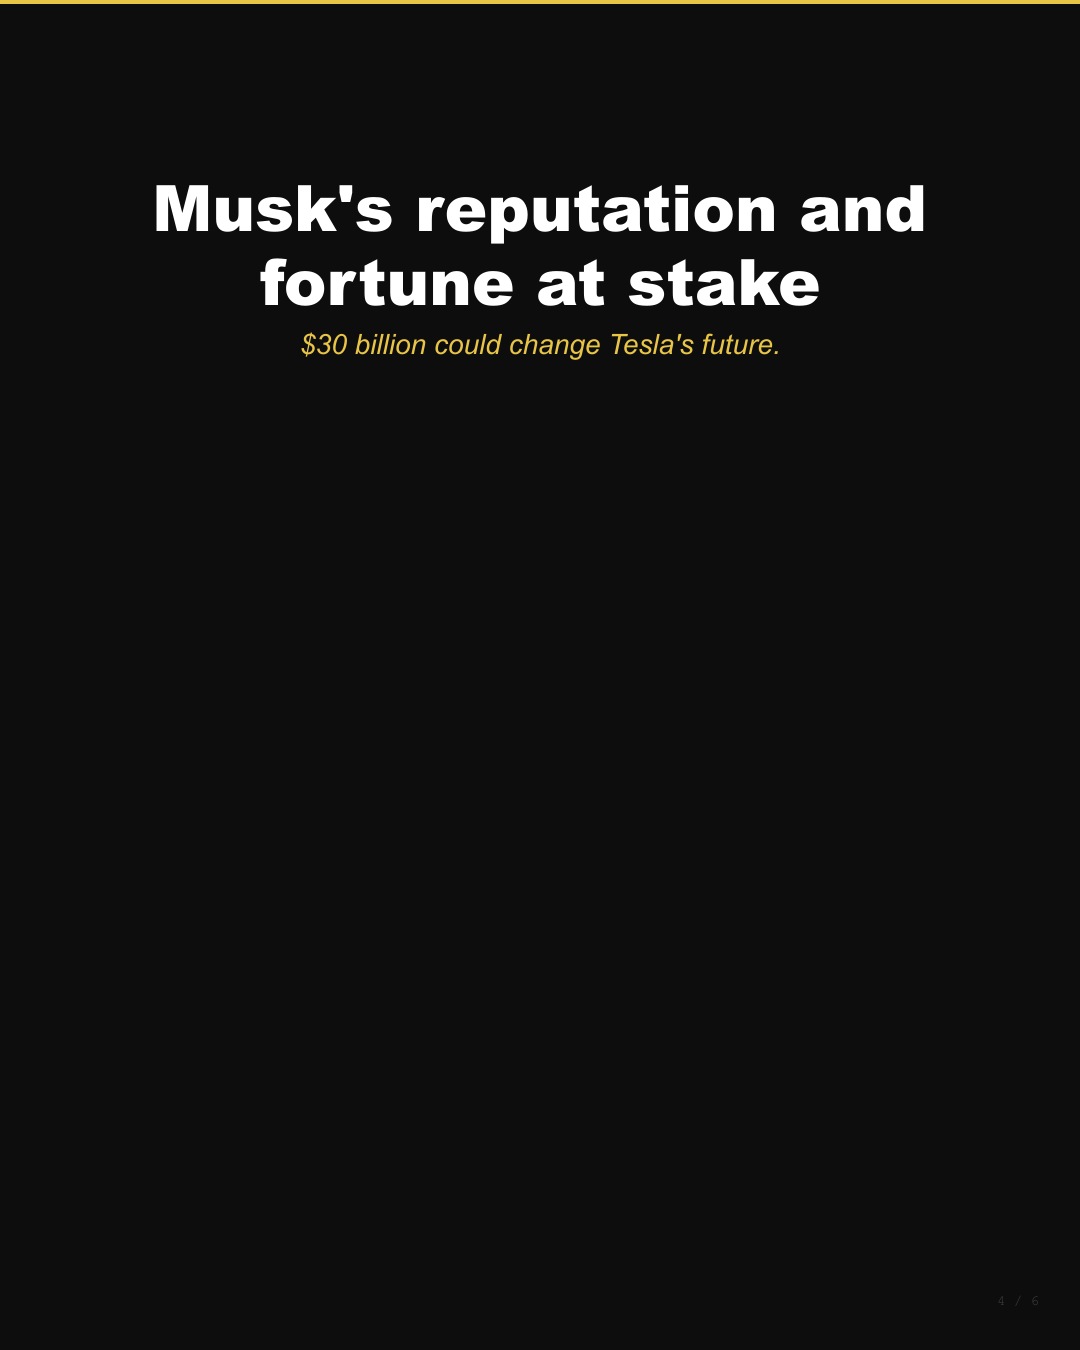 Musk's reputation and
fortune at stake
$30 billion could change Tesla's future.
4 / 6